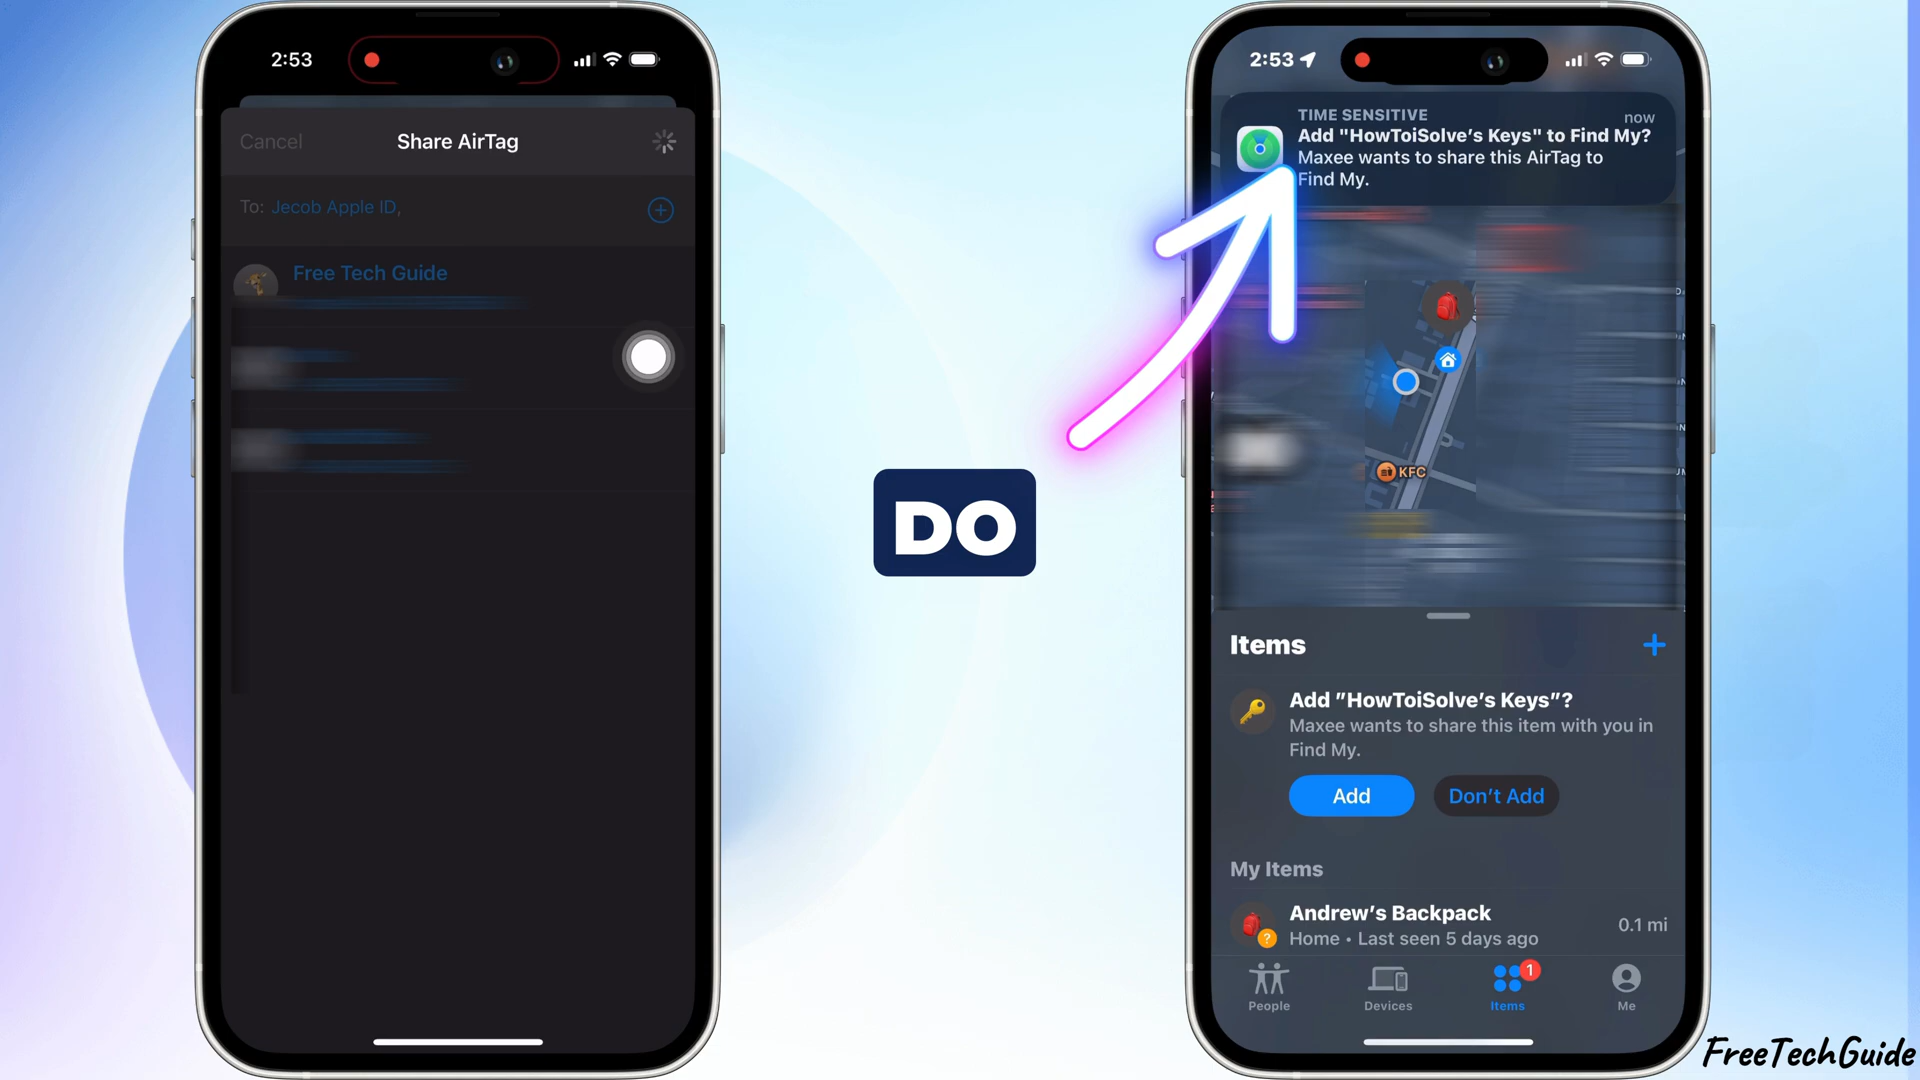 2:53
Cancel
Share AirTag
To: Jecob Apple ID,
Free Tech Guide
DO
2:53
TIME SENSITIVE
now
Add "HowToiSolve's Keys" to Find My?
Maxee wants to share this AirTag to
Find My.
KFC
Items
Add "HowToiSolve's Keys"?
Maxee wants to share this item with you in
Find My.
Add
Don't Add
My Items
Andrew's Backpack
Home • Last seen 5 days ago
0.1 mi
?
1
People
Devices
Items
Me
FreeTechGuide